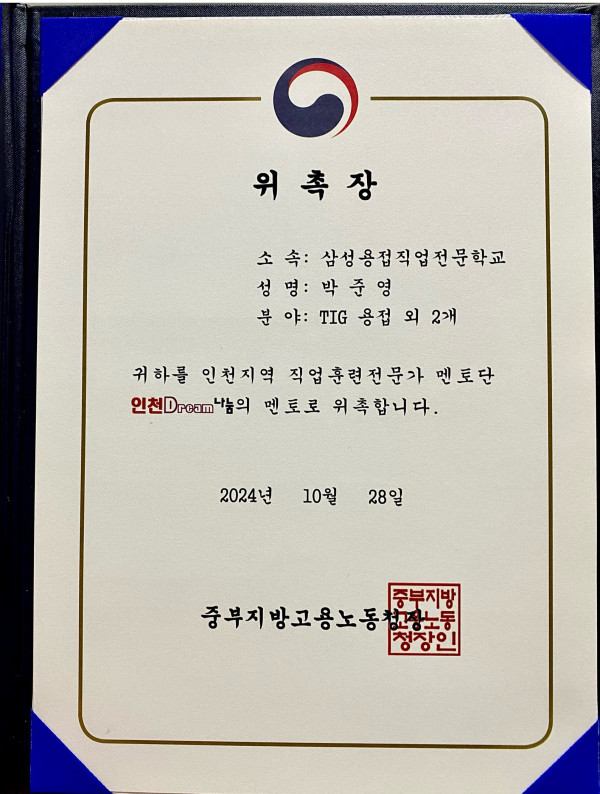 위 촉 장
소 속: 삼성용접직업전문학교
성 명: 박 준 영
분 야: TIG 용접 외 2개
귀하를 인천지역 직업훈련전문가 멘토단
인천Dream나눔의 멘토로 위촉합니다.
2024년 10월 28일
중부지방고용노동청장
중부지방
고용노동
청장인